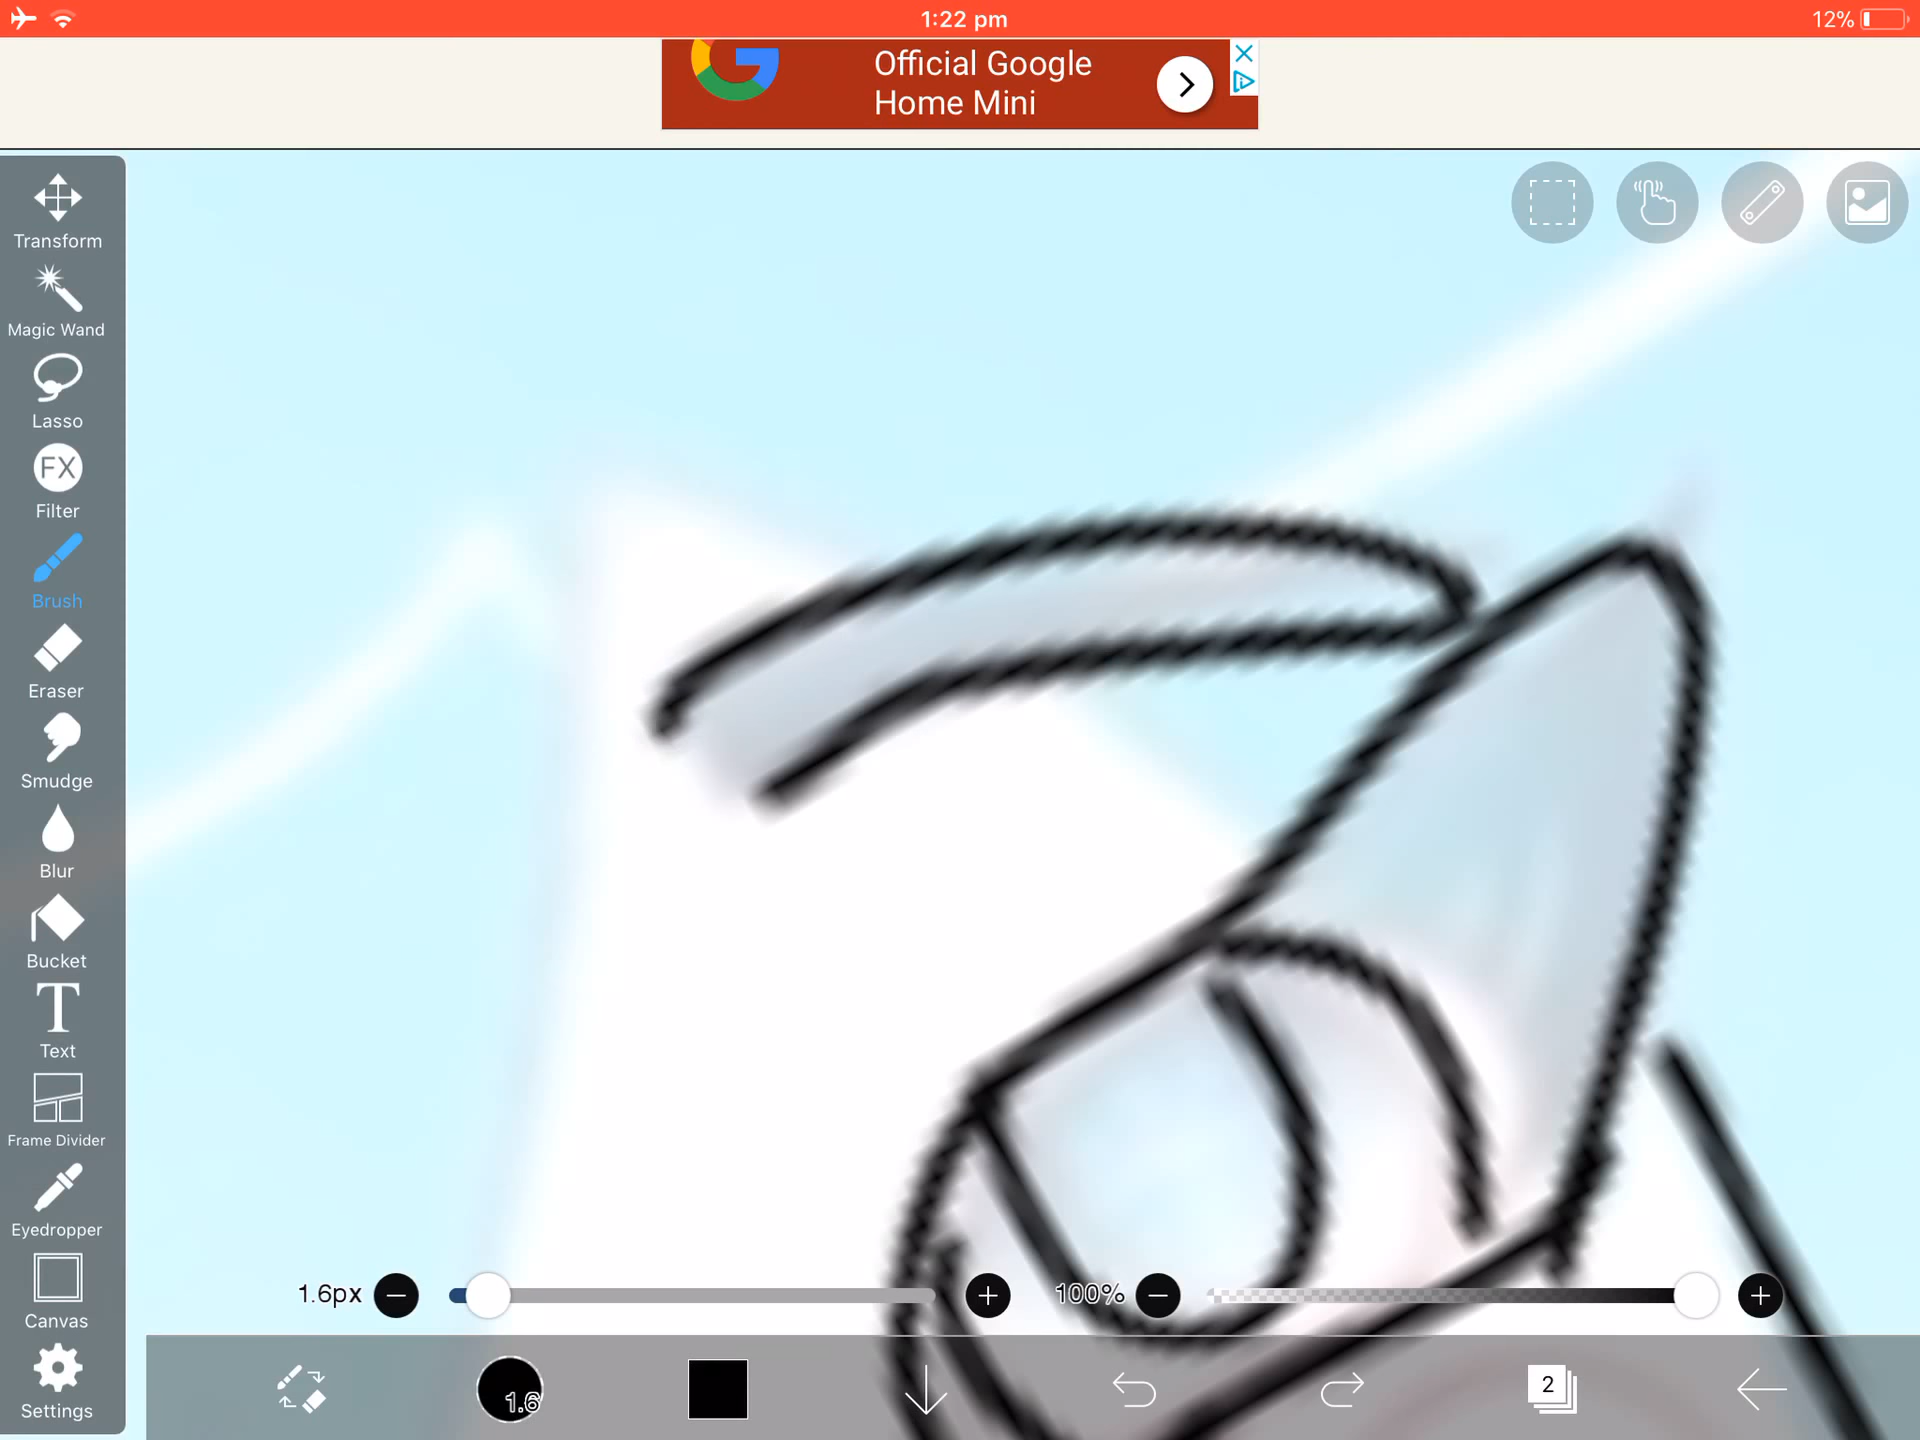 1:22 pm
12%
Official Google
Home Mini
Transform
Magic Wand
Lasso
FX
Filter
Brush
Eraser
Smudge
Blur
Bucket
T
Text
Frame Divider
Eyedropper
Canvas
Settings
1.6px
100%
1.6
2